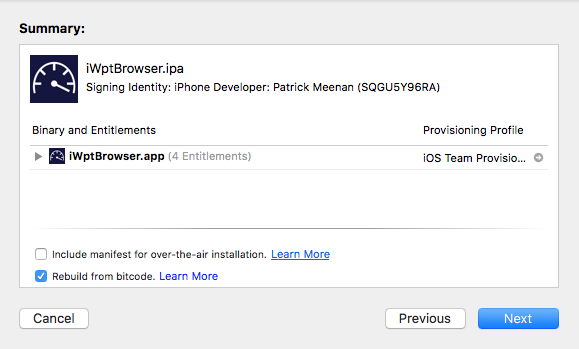 Summary:
iWptBrowser.ipa
Signing Identity: iPhone Developer: Patrick Meenan (SQGU5Y96RA)
Binary and Entitlements Provisioning Profile
iWptBrowser.app (4 Entitlements) iOS Team Provisio...
Include manifest for over-the-air installation. Learn More
Rebuild from bitcode. Learn More
Cancel Previous Next